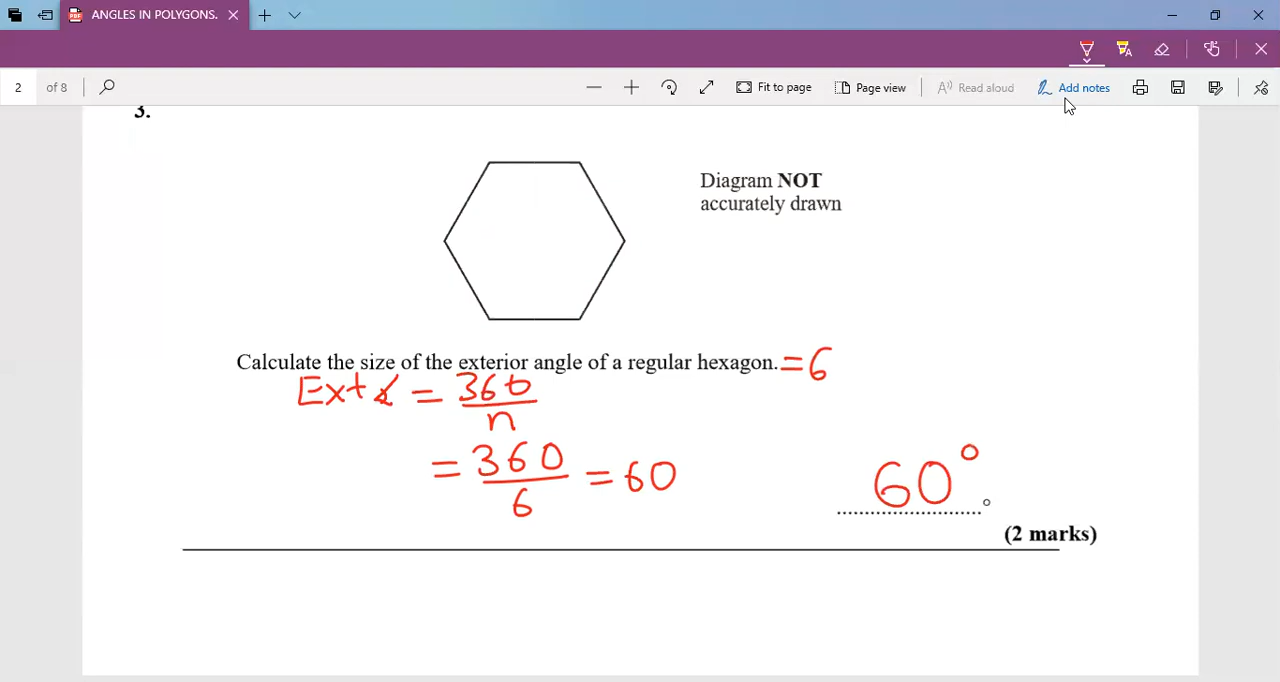 ANGLES IN POLYGONS.
2 of 8
Fit to page
Page view
Read aloud
Add notes
3.
Diagram NOT
accurately drawn
Calculate the size of the exterior angle of a regular hexagon. = 6
Ext ∡ = 360
n
= 360
6
= 60
60°
°
(2 marks)